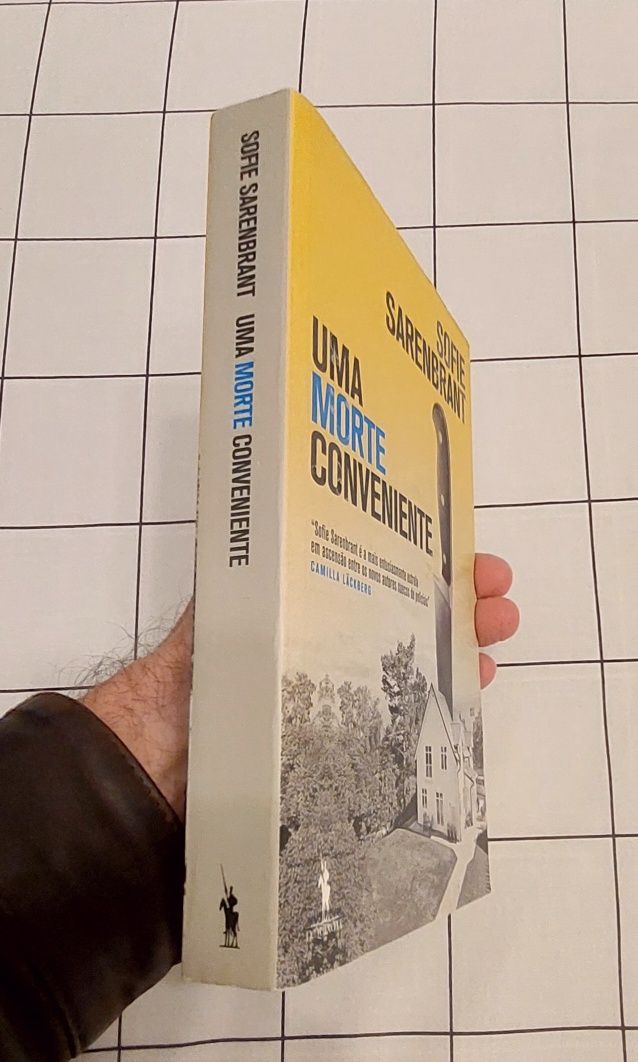 SOFIE SARENBRANT UMA MORTE CONVENIENTE
SOFIE
SARENBRANT
UMA
MORTE
CONVENIENTE
"Sofie Sarenbrant é a mais entusiasmante estrela
em ascensão entre os novos autores suecos de policiais"
CAMILLA LÄCKBERG